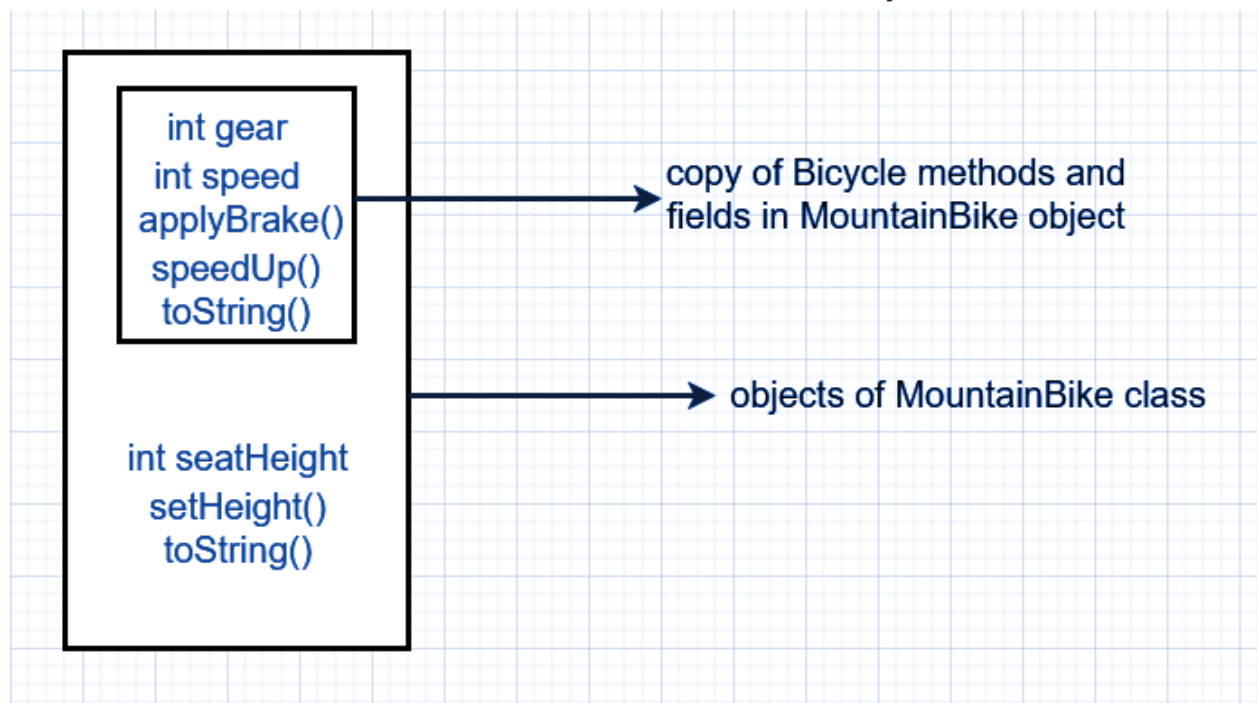 int gear
int speed
applyBrake()
speedUp()
toString()
copy of Bicycle methods and
fields in MountainBike object
objects of MountainBike class
int seatHeight
setHeight()
toString()